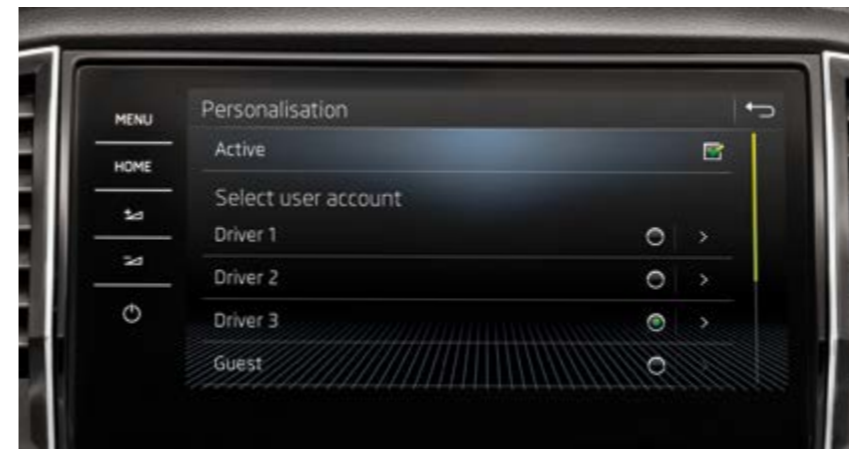 MENU
HOME
Personalisation
Active
Select user account
Driver 1
Driver 2
Driver 3
Guest